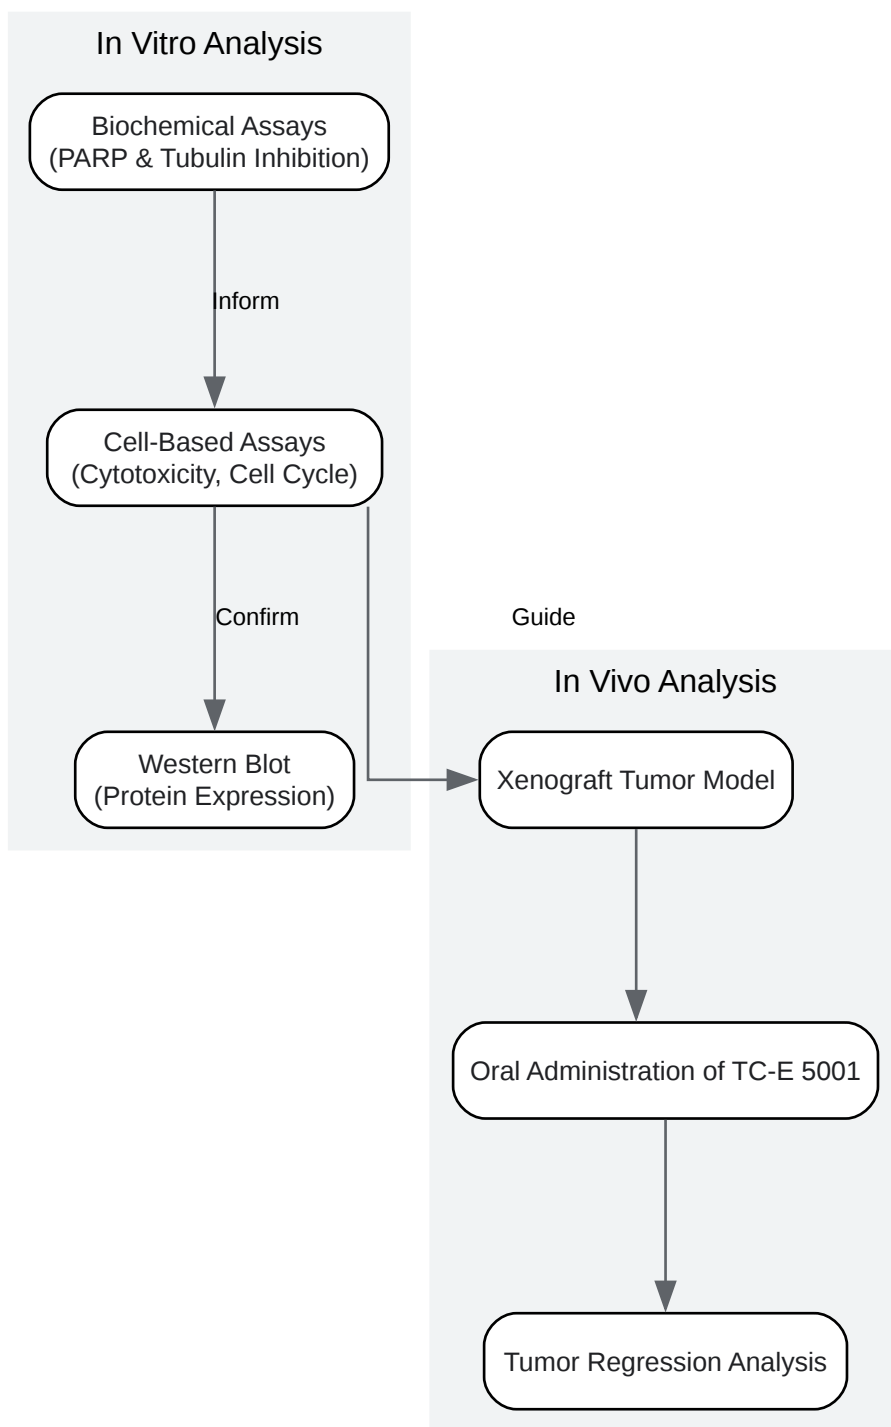 In Vitro Analysis
Biochemical Assays
(PARP & Tubulin Inhibition)
Inform
Cell-Based Assays
(Cytotoxicity, Cell Cycle)
Confirm
Guide
Western Blot
(Protein Expression)
In Vivo Analysis
Xenograft Tumor Model
Oral Administration of TC-E 5001
Tumor Regression Analysis